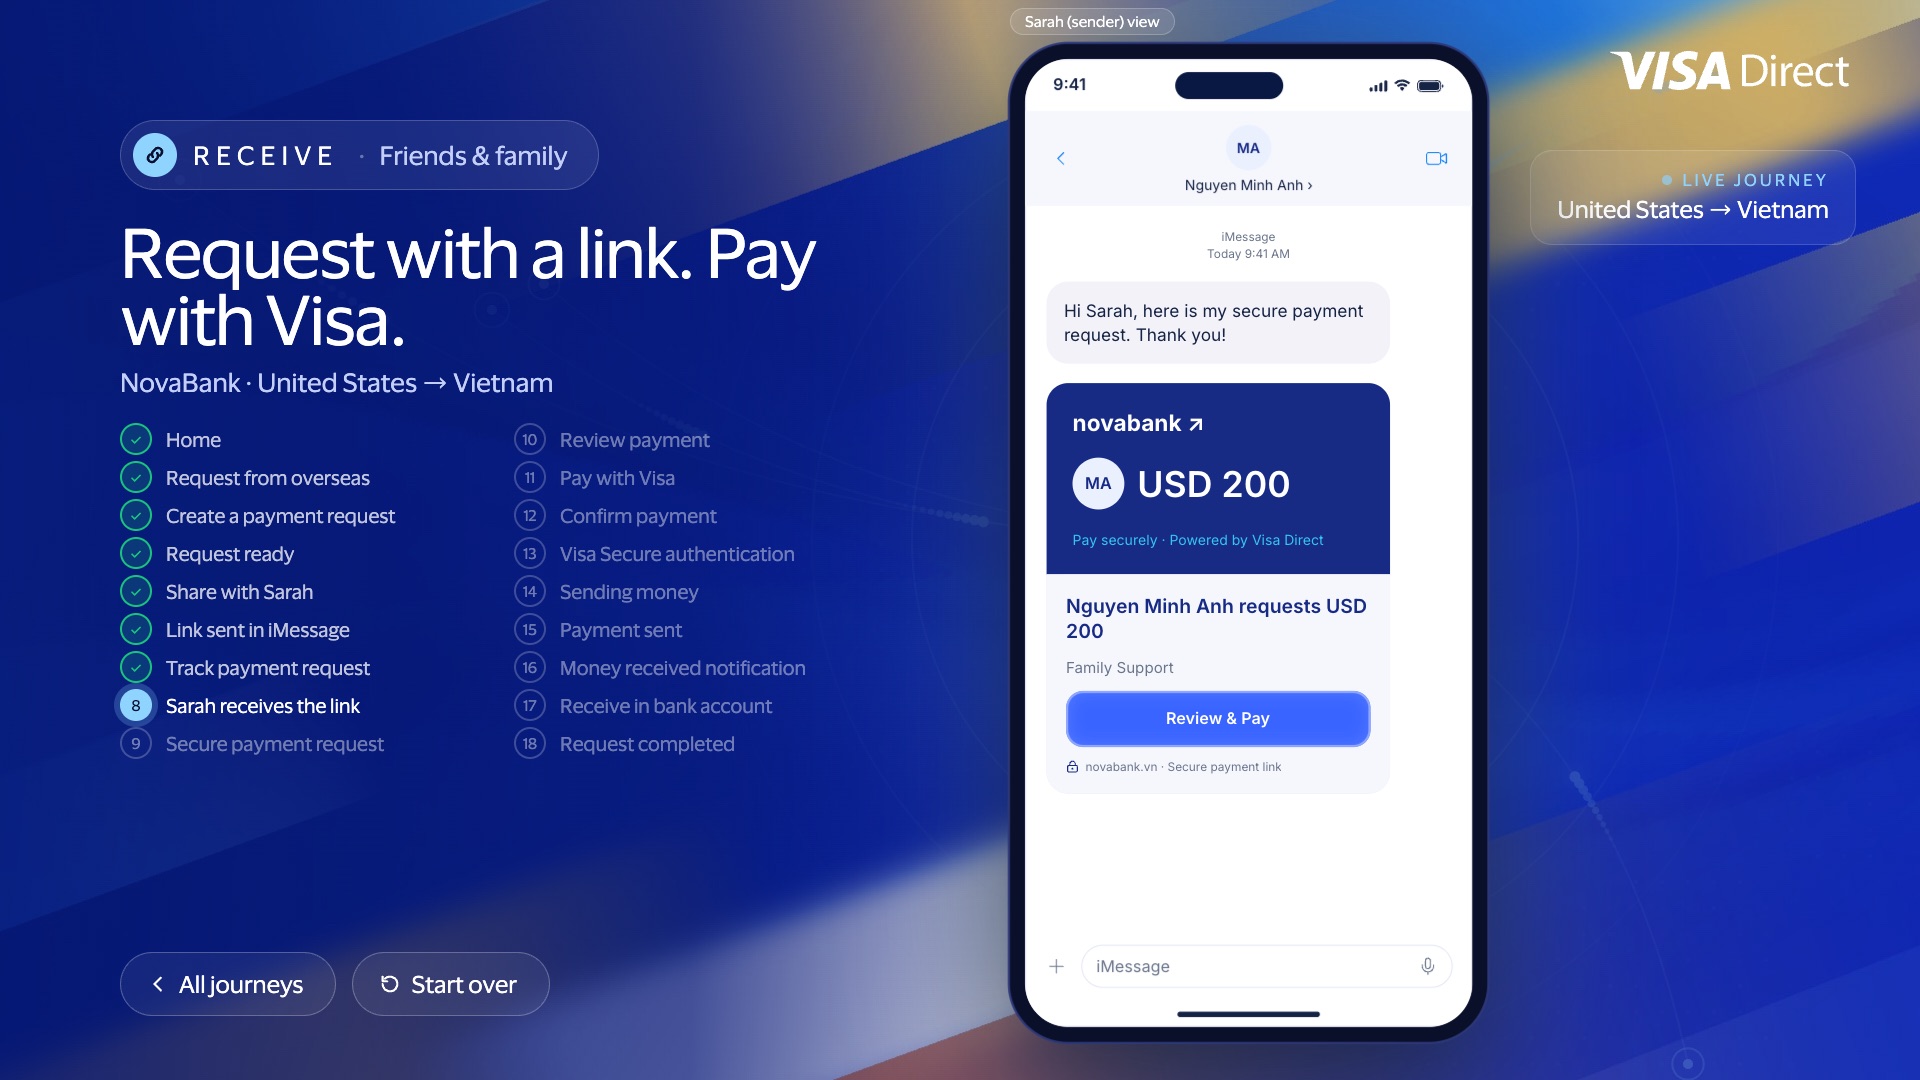 Sarah (sender) view
VISA Direct
LIVE JOURNEY
United States → Vietnam
RECEIVE · Friends & family
Request with a link. Pay
with Visa.
NovaBank · United States → Vietnam
Home
Request from overseas
Create a payment request
Request ready
Share with Sarah
Link sent in iMessage
Track payment request
8 Sarah receives the link
9 Secure payment request
10 Review payment
11 Pay with Visa
12 Confirm payment
13 Visa Secure authentication
14 Sending money
15 Payment sent
16 Money received notification
17 Receive in bank account
18 Request completed
All journeys
Start over
9:41
MA
Nguyen Minh Anh ›
iMessage
Today 9:41 AM
Hi Sarah, here is my secure payment
request. Thank you!
novabank
MA USD 200
Pay securely · Powered by Visa Direct
Nguyen Minh Anh requests USD
200
Family Support
Review & Pay
novabank.vn · Secure payment link
iMessage